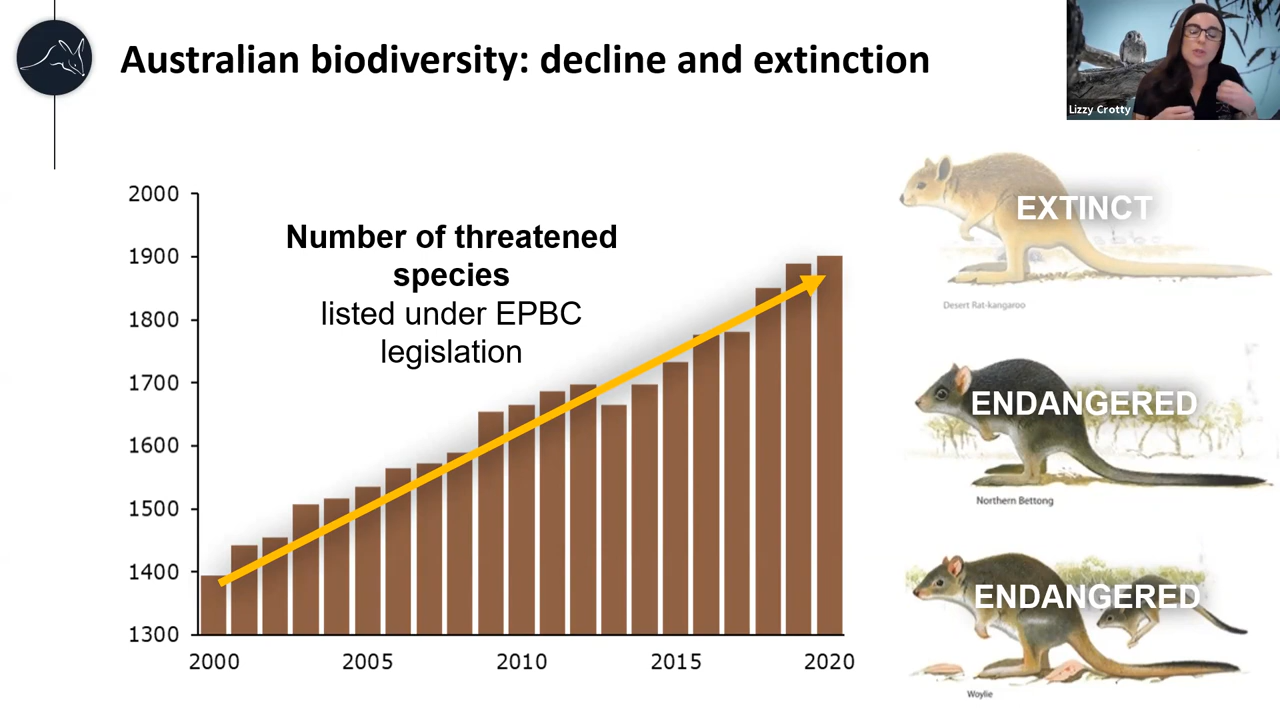 Australian biodiversity: decline and extinction
Lizzy Crotty
Number of threatened
species
listed under EPBC
legislation
2000
1900
1800
1700
1600
1500
1400
1300
2000 2005 2010 2015 2020
EXTINCT
Desert Rat-kangaroo
ENDANGERED
Northern Bettong
ENDANGERED
Woylie